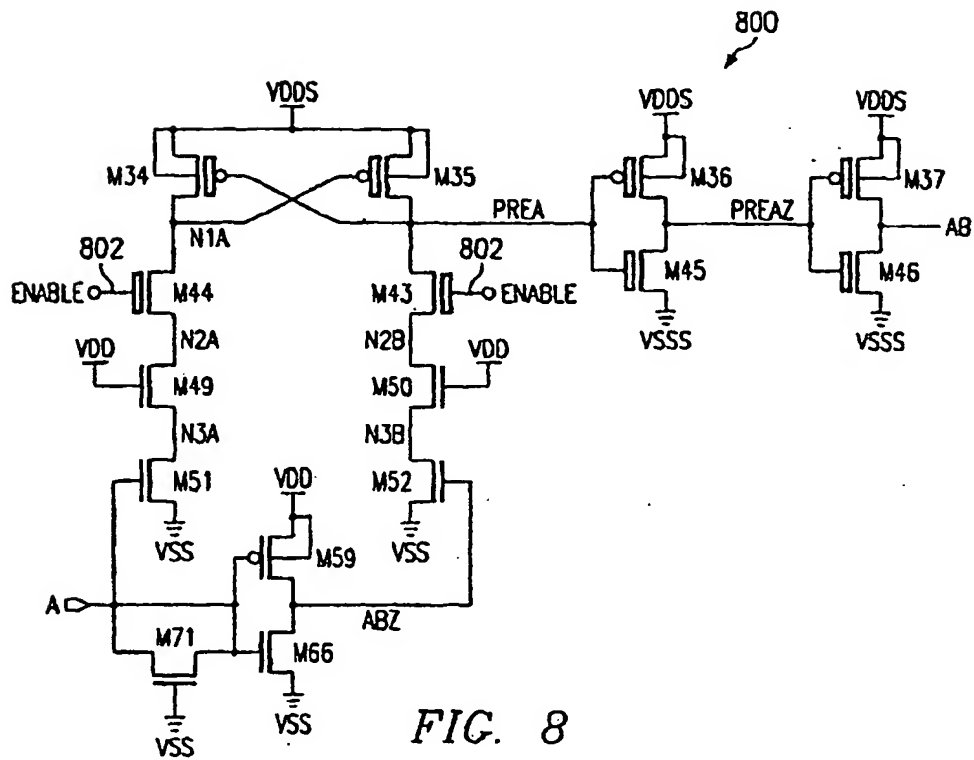 800
VDDS
VDDS
VDDS
M34
M35
M36
M37
N1A
PREA
PREAZ
AB
802
802
ENABLE
M44
M43
ENABLE
M45
M46
N2A
N2B
VSSS
VSSS
VDD
VDD
M49
M50
N3A
N3B
M51
M52
VDD
VSS
VSS
M59
A
ABZ
M71
M66
VSS
VSS
FIG. 8